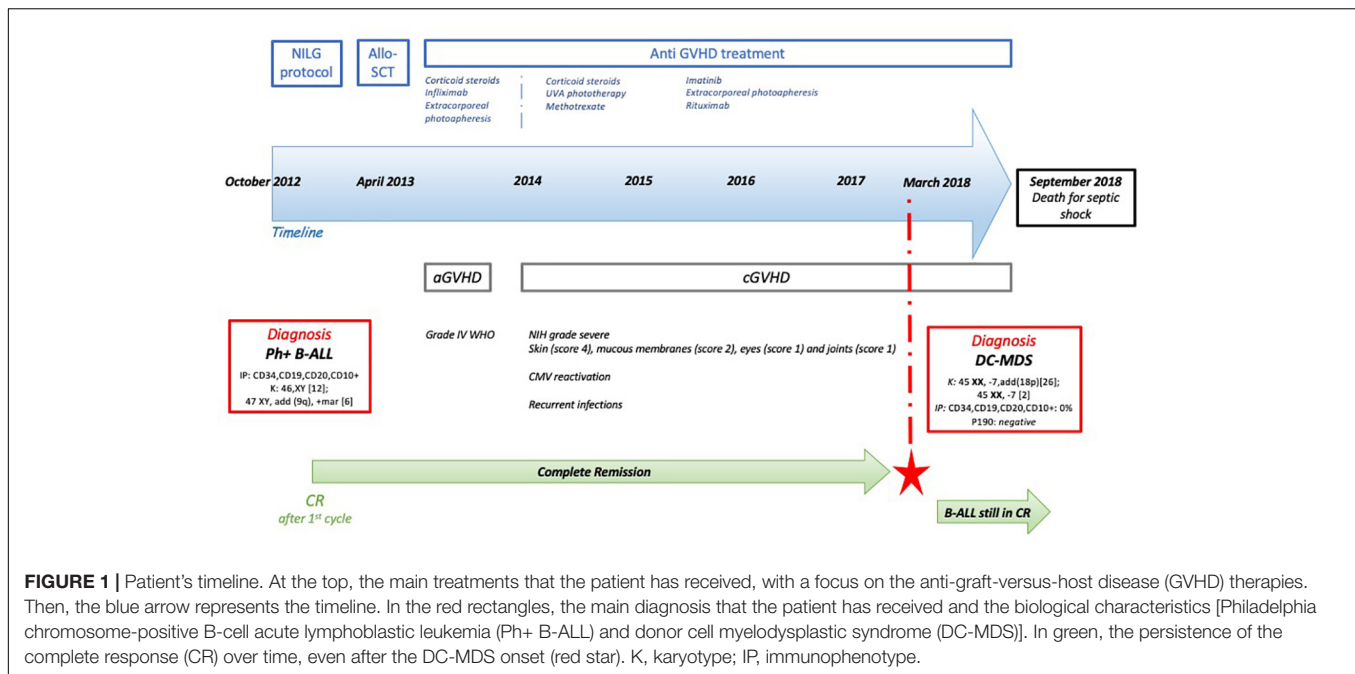 NILG
protocol
Allo-
SCT
Anti GVHD treatment
Corticoid steroids
Infliximab
Extracorporeal
photoapheresis
Corticoid steroids
UVA phototherapy
Methotrexate
Imatinib
Extracorporeal photoapheresis
Rituximab
October 2012
April 2013
2014
2015
2016
2017
March 2018
September 2018
Death for septic
shock
Timeline
aGVHD
cGVHD
Diagnosis
Ph+ B-ALL
IP: CD34,CD19,CD20,CD10+
K: 46,XY [12];
47 XY, add (9q), +mar [6]
Grade IV WHO
NIH grade severe
Skin (score 4), mucous membranes (score 2), eyes (score 1) and joints (score 1)
CMV reactivation
Recurrent infections
Diagnosis
DC-MDS
K: 45 XX, -7,add(18p)[26];
45 XX, -7 [2]
IP: CD34,CD19,CD20,CD10+: 0%
P190: negative
Complete Remission
CR
after 1st cycle
B-ALL still in CR
FIGURE 1 | Patient's timeline. At the top, the main treatments that the patient has received, with a focus on the anti-graft-versus-host disease (GVHD) therapies.
Then, the blue arrow represents the timeline. In the red rectangles, the main diagnosis that the patient has received and the biological characteristics [Philadelphia
chromosome-positive B-cell acute lymphoblastic leukemia (Ph+ B-ALL) and donor cell myelodysplastic syndrome (DC-MDS)]. In green, the persistence of the
complete response (CR) over time, even after the DC-MDS onset (red star). K, karyotype; IP, immunophenotype.